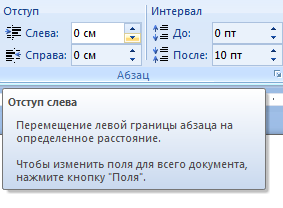 Отступ Интервал
Слева: 0 см До: 0 пт
Справа: 0 см После: 10 пт
Абзац
Отступ слева
Перемещение левой границы абзаца на
определенное расстояние.
Чтобы изменить поля для всего документа,
нажмите кнопку "Поля".